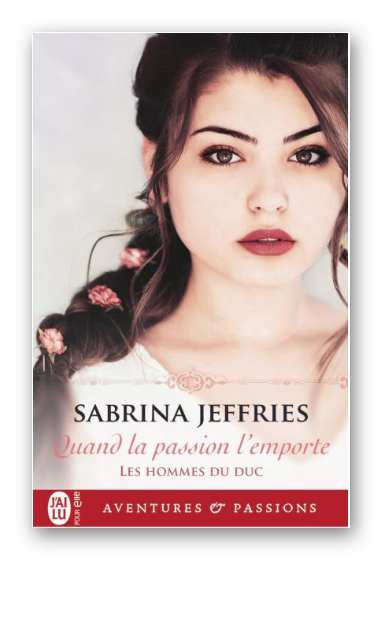 SABRINA JEFFRIES
Quand la passion l'emporte
LES HOMMES DU DUC
J'AI LU
POUR elle
AVENTURES & PASSIONS